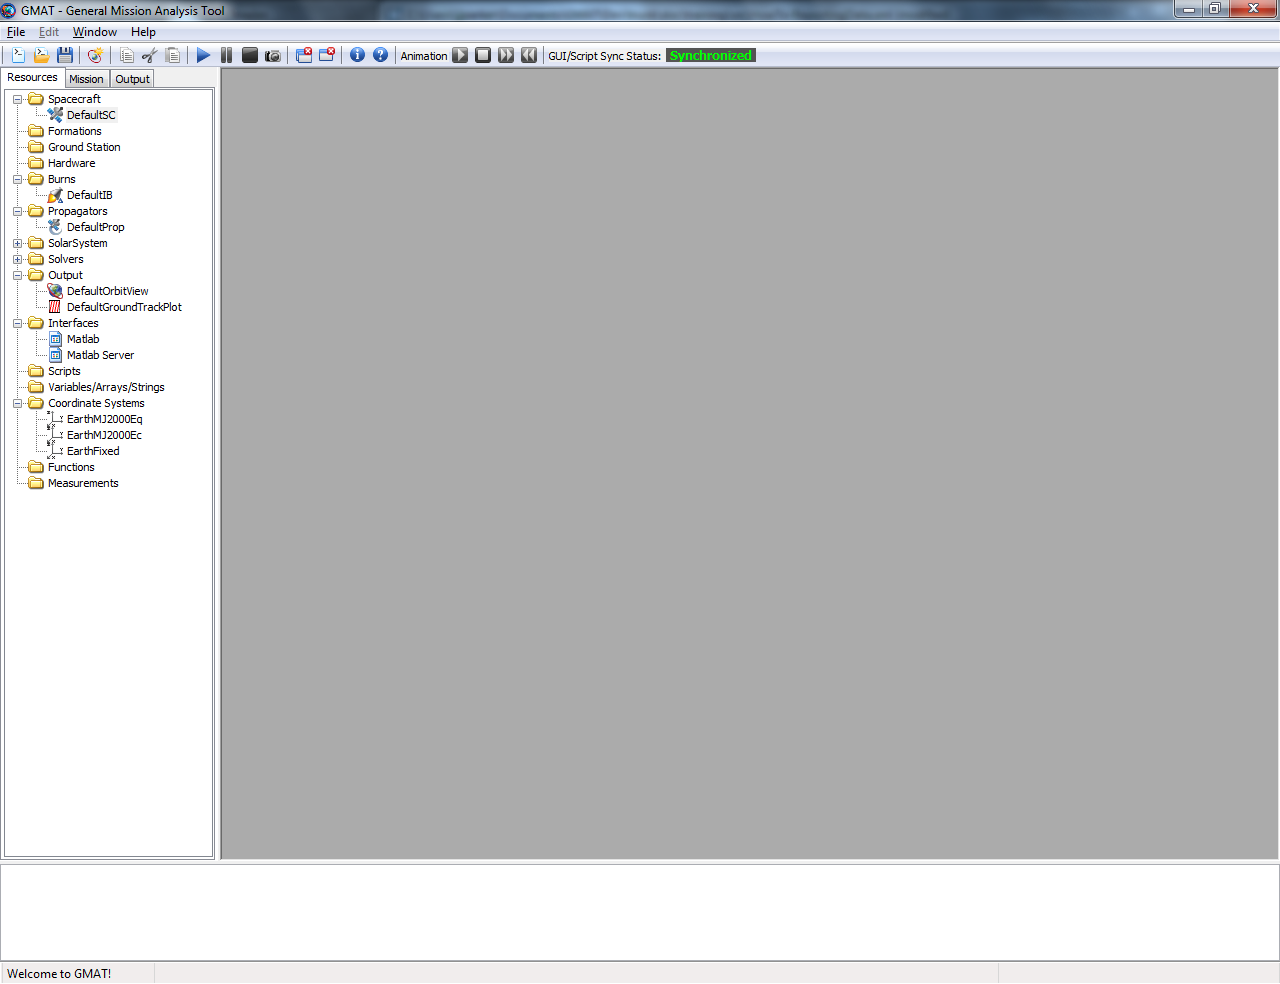 GMAT - General Mission Analysis Tool
File Edit Window Help
Animation GUI/Script Sync Status: Synchronized
Resources Mission Output
Spacecraft
DefaultSC
Formations
Ground Station
Hardware
Burns
DefaultIB
Propagators
DefaultProp
SolarSystem
Solvers
Output
DefaultOrbitView
DefaultGroundTrackPlot
Interfaces
Matlab
Matlab Server
Scripts
Variables/Arrays/Strings
Coordinate Systems
EarthMJ2000Eq
EarthMJ2000Ec
EarthFixed
Functions
Measurements
Welcome to GMAT!